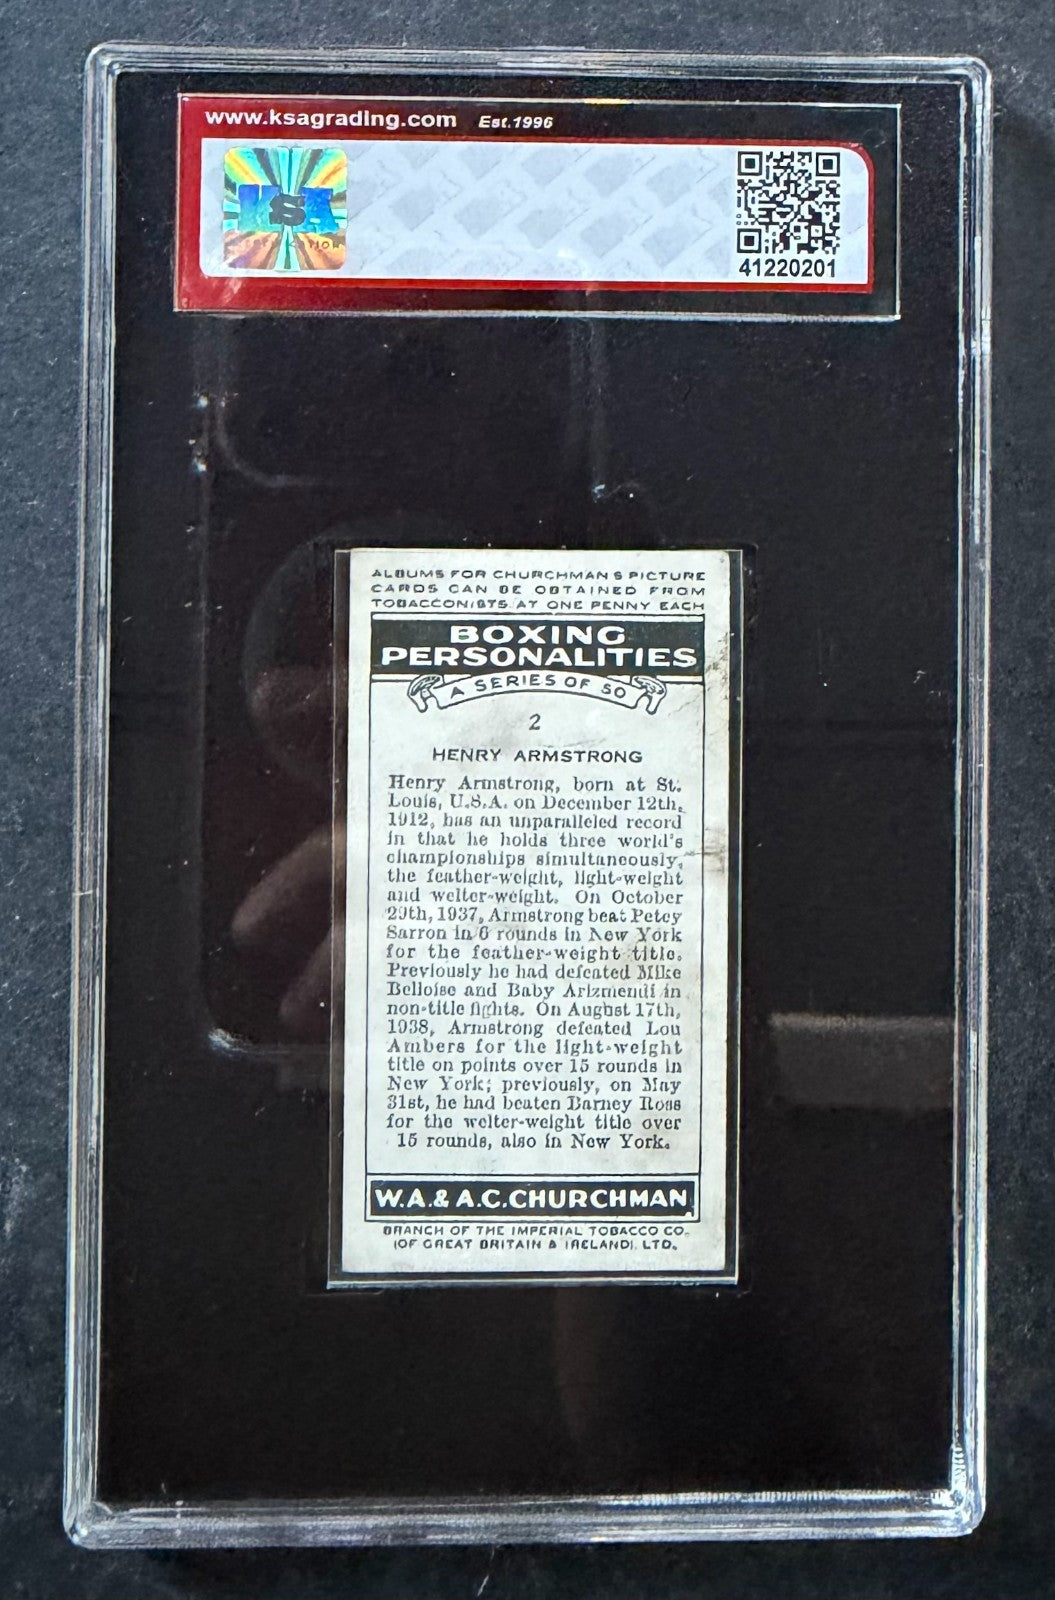 www.ksagrading.com Est.1996
KSA
41220201
ALBUMS FOR CHURCHMAN'S PICTURE
CARDS CAN BE OBTAINED FROM
TOBACCONISTS AT ONE PENNY EACH
BOXING
PERSONALITIES
A SERIES OF 50
2
HENRY ARMSTRONG
Henry Armstrong, born at St.
Louis, U.S.A. on December 12th,
1912, has an unparalleled record
in that he holds three world's
championships simultaneously,
the feather-weight, light-weight
and welter-weight. On October
29th, 1937, Armstrong beat Petey
Sarron in 6 rounds in New York
for the feather-weight title.
Previously he had defeated Mike
Belloise and Baby Arizmendi in
non-title fights. On August 17th,
1938, Armstrong defeated Lou
Ambers for the light-weight
title on points over 15 rounds in
New York; previously, on May
31st, he had beaten Barney Ross
for the welter-weight title over
15 rounds, also in New York.
W.A.& A.C.CHURCHMAN
BRANCH OF THE IMPERIAL TOBACCO CO.
(OF GREAT BRITAIN & IRELAND), LTD.